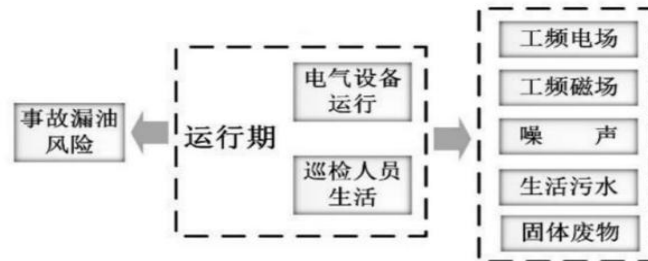 事故漏油
风险
运行期
电气设备
运行
巡检人员
生活
工频电场
工频磁场
噪 声
生活污水
固体废物